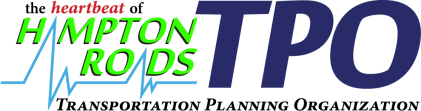 the heartbeat of
HAMPTON
ROADS
TPO
TRANSPORTATION PLANNING ORGANIZATION